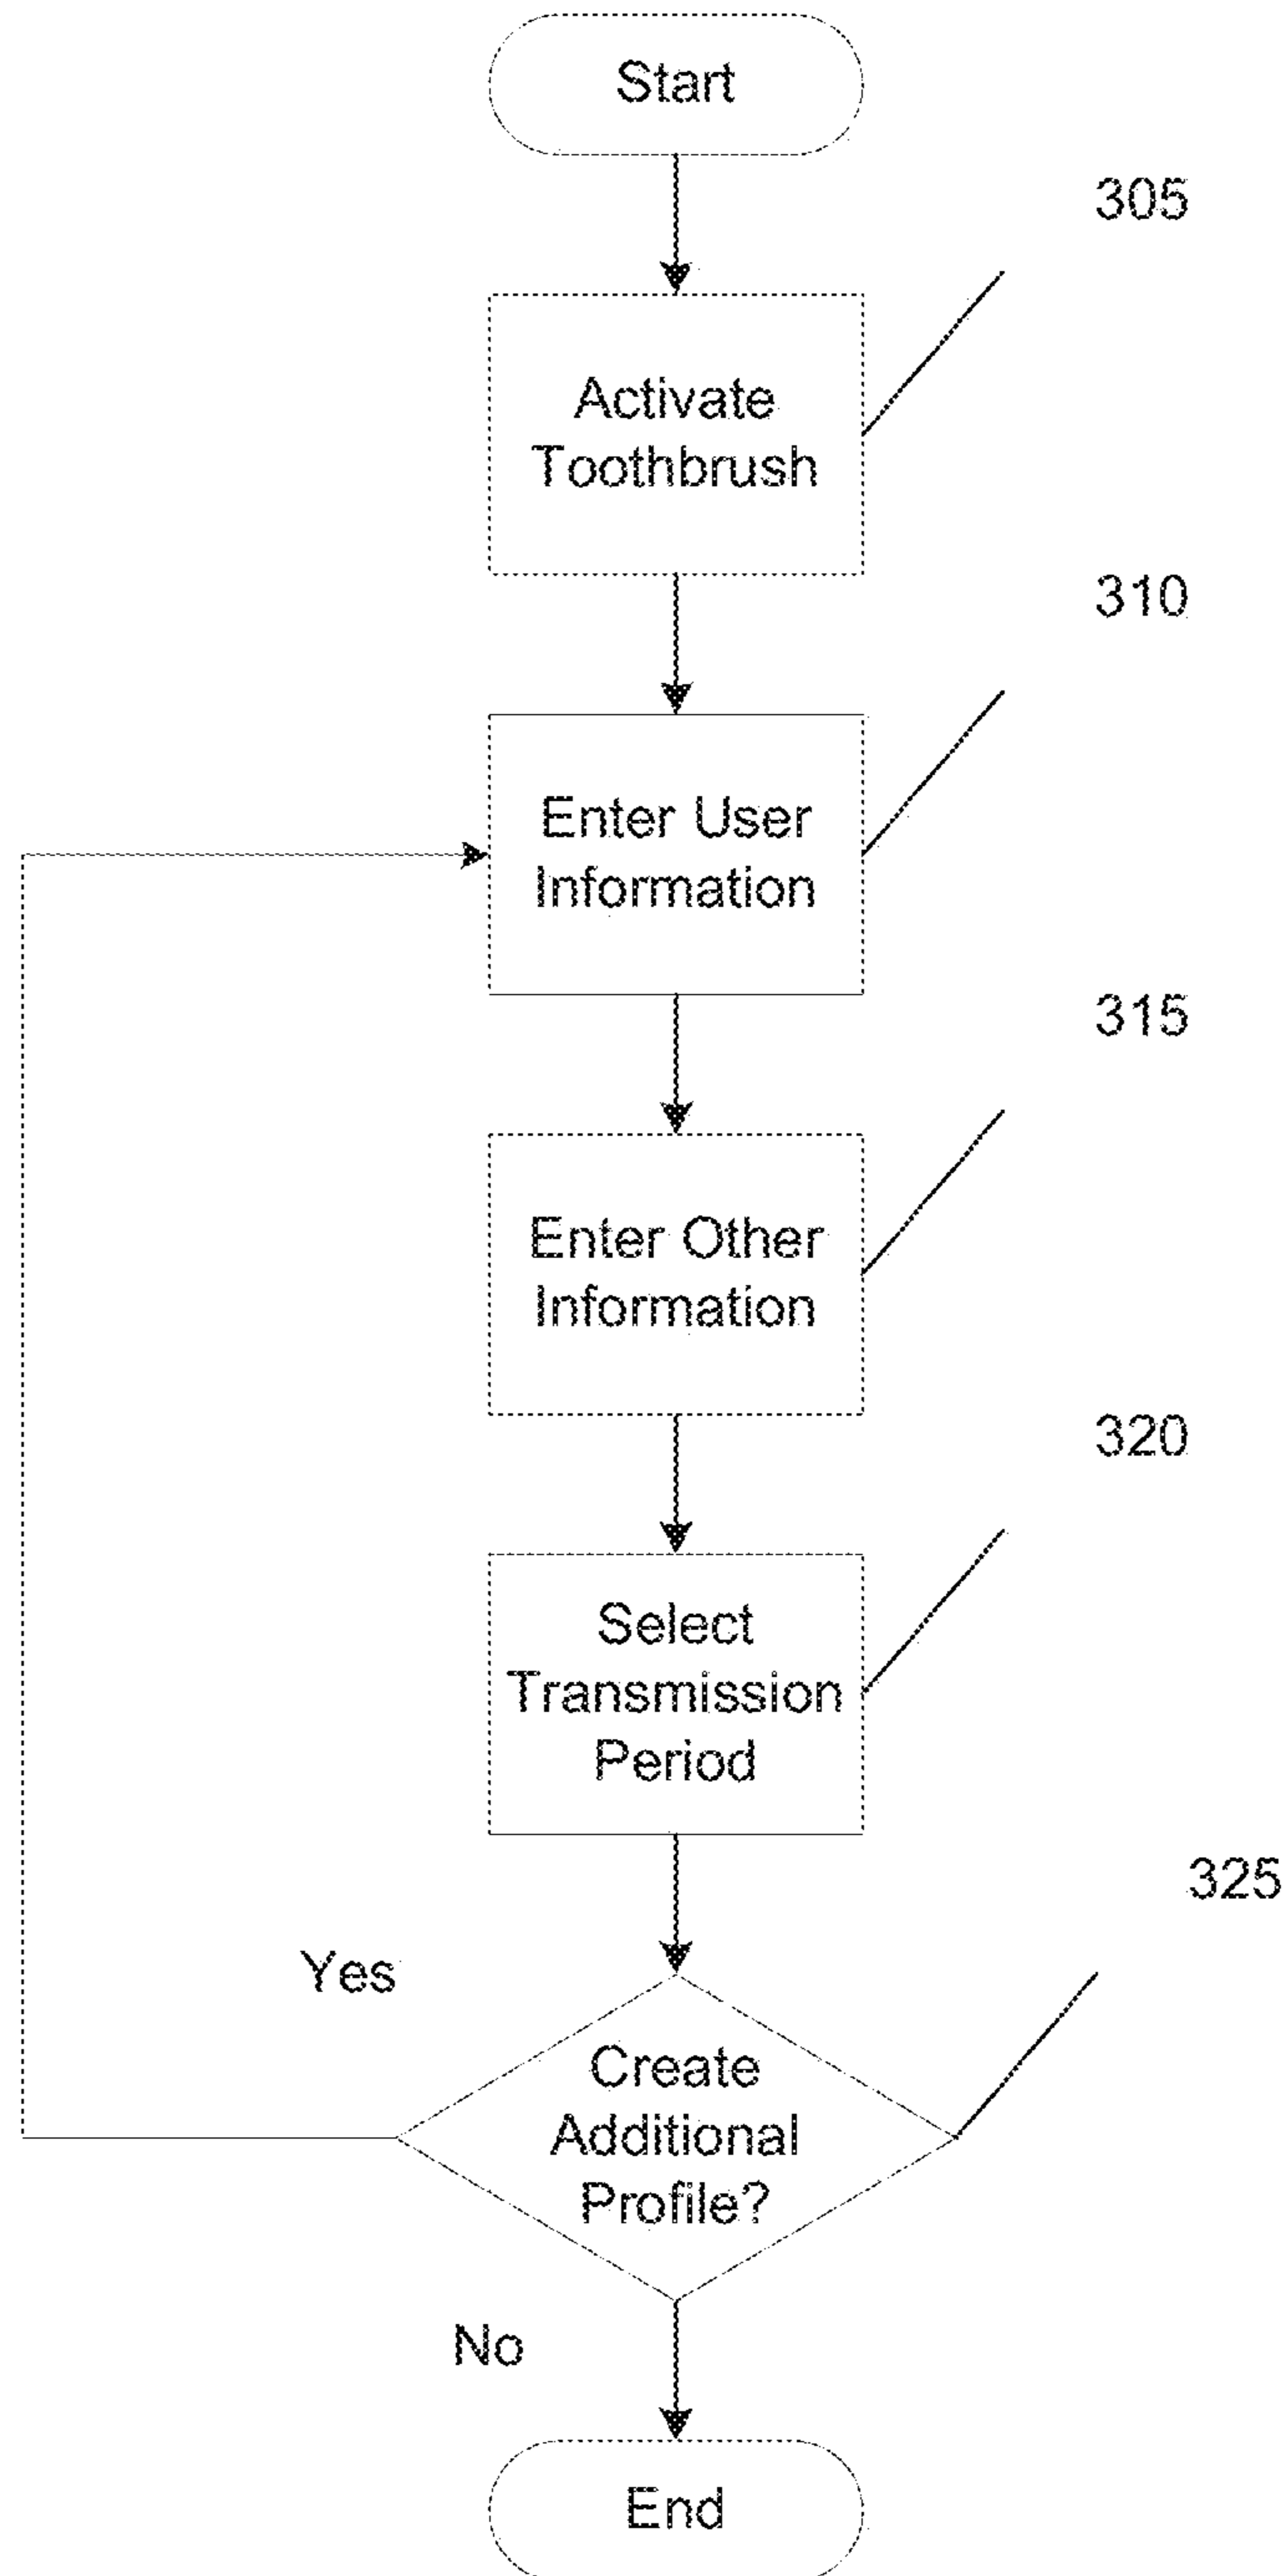 Start
305
Activate
Toothbrush
310
Enter User
Information
315
Enter Other
Information
320
Select
Transmission
Period
325
Yes
Create
Additional
Profile?
No
End